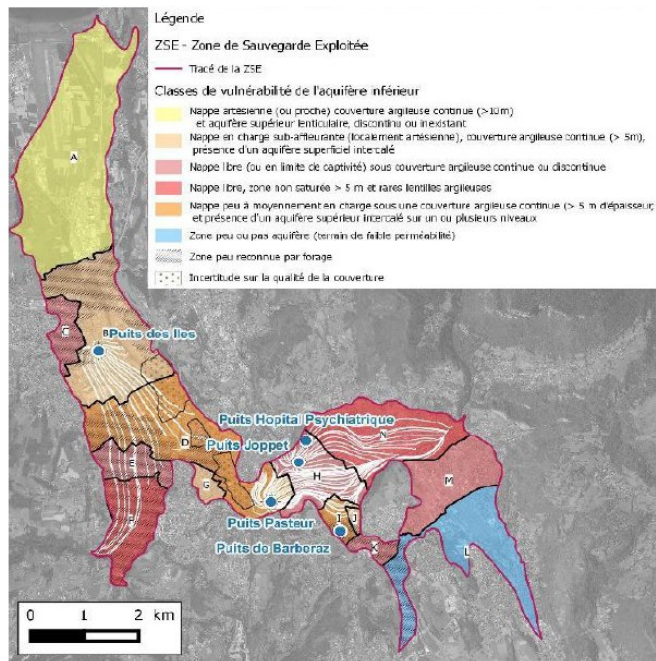 Légende
ZSE - Zone de Sauvegarde Exploitée
Tracé de la ZSE
Classes de vulnérabilité de l'aquifère inférieur
Nappe artésienne (ou proche) couverture argileuse continue (>10m)
et aquifère supérieur lenticulaire, discontinu ou inexistant
Nappe en charge sub-affleurante (localement artésienne), couverture argileuse continue (> 5m),
présence d'un aquifère superficiel intercalé
Nappe libre (ou en limite de captivité) sous couverture argileuse continue ou discontinue
Nappe libre, zone non saturée > 5 m et rares lentilles argileuses
Nappe peu à moyennement en charge sous une couverture argileuse continue (> 5 m d'épaisseur,
et présence d'un aquifère supérieur intercalé sur un ou plusieurs niveaux
Zone peu ou pas aquifère (terrain de faible perméabilité)
Zone peu reconnue par forage
Incertitude sur la qualité de la couverture
A
C
B
Puits des Iles
Puits Hopital Psychiatrique
Puits Joppet
D
N
E
H
M
G
F
I
J
Puits Pasteur
Puits de Barberaz
K
L
0 1 2 km